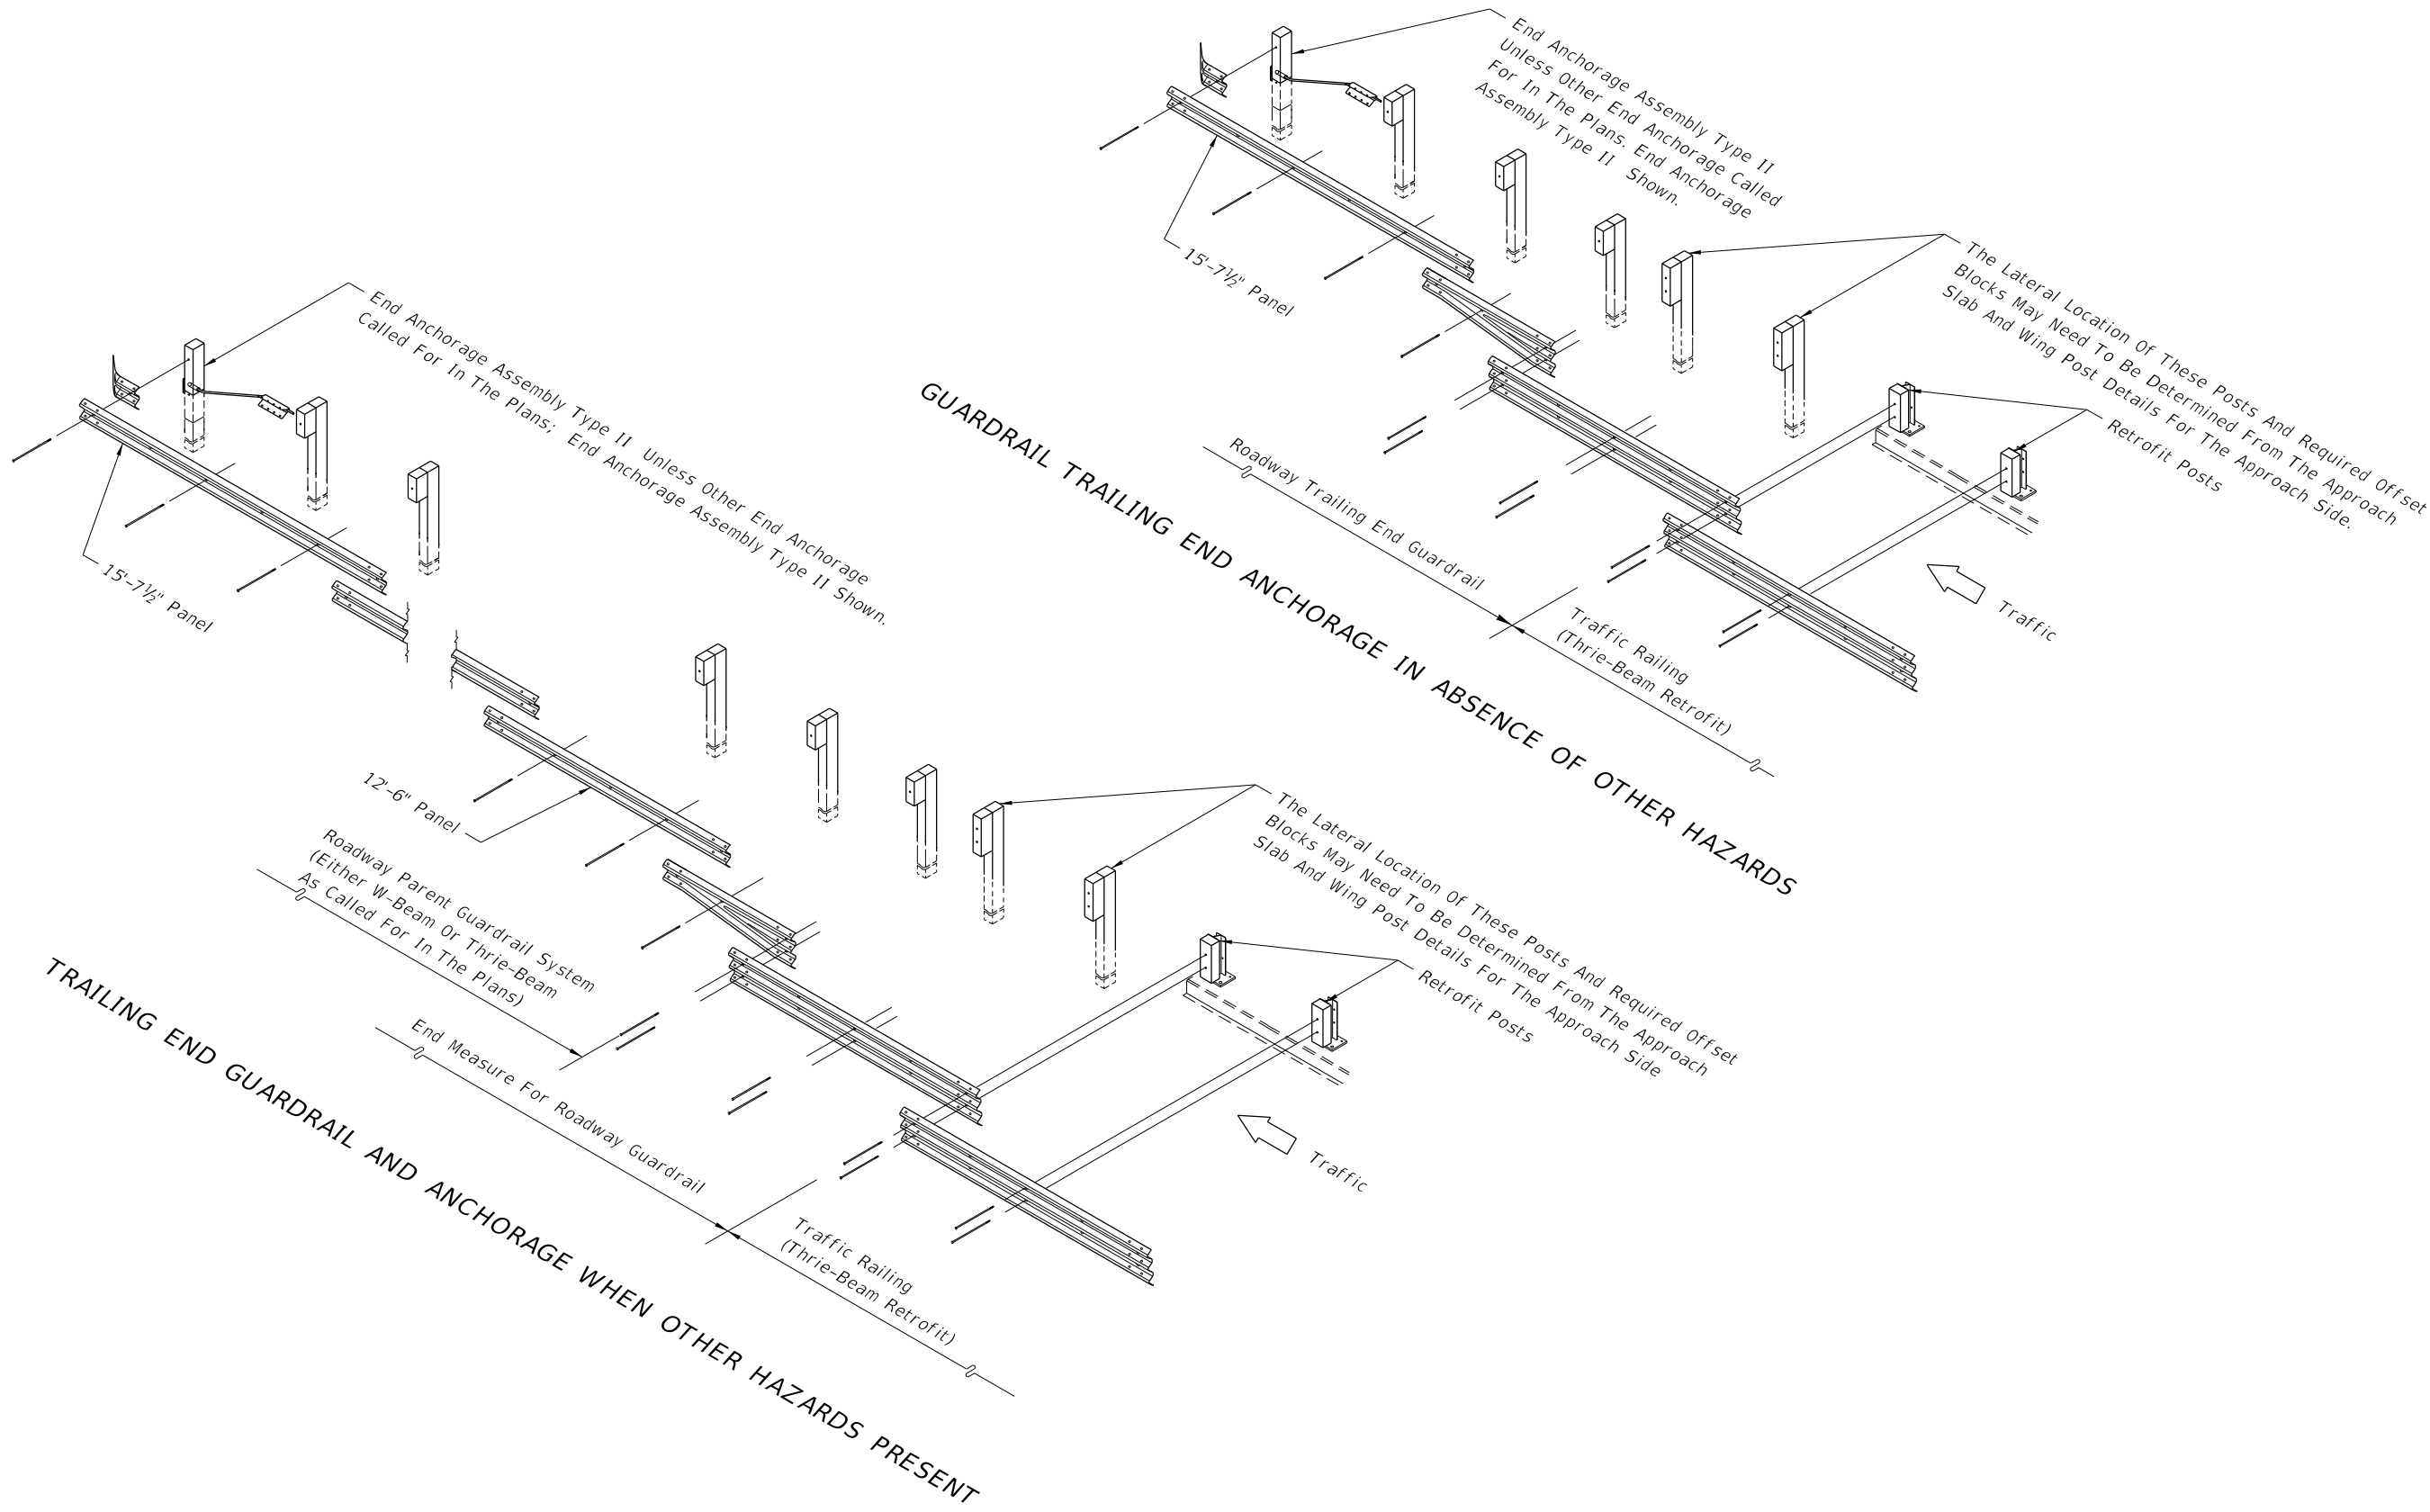 End Anchorage Assembly Type II
Unless Other End Anchorage Called
For In The Plans. End Anchorage
Assembly Type II Shown.
15'-7½" Panel
The Lateral Location Of These Posts And Required Offset
Blocks May Need To Be Determined From The Approach
Slab And Wing Post Details For The Approach Side.
Retrofit Posts
Roadway Trailing End Guardrail
Traffic
Traffic Railing
(Thrie-Beam Retrofit)
GUARDRAIL TRAILING END ANCHORAGE IN ABSENCE OF OTHER HAZARDS
End Anchorage Assembly Type II Unless Other End Anchorage
Called For In The Plans; End Anchorage Assembly Type II Shown.
15'-7½" Panel
12'-6" Panel
Roadway Parent Guardrail System
(Either W-Beam Or Thrie-Beam
As Called For In The Plans)
The Lateral Location Of These Posts And Required Offset
Blocks May Need To Be Determined From The Approach
Slab And Wing Post Details For The Approach Side
Retrofit Posts
End Measure For Roadway Guardrail
Traffic
Traffic Railing
(Thrie-Beam Retrofit)
TRAILING END GUARDRAIL AND ANCHORAGE WHEN OTHER HAZARDS PRESENT